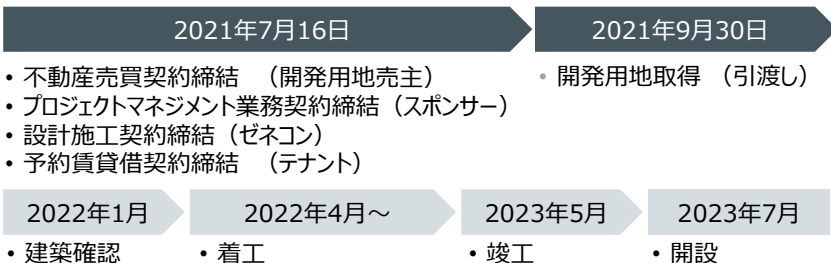 2021年7月16日 2021年9月30日
• 不動産売買契約締結 （開発用地売主） • 開発用地取得 （引渡し）
• プロジェクトマネジメント業務契約締結（スポンサー）
• 設計施工契約締結（ゼネコン）
• 予約賃貸借契約締結 （テナント）
2022年1月 2022年4月～ 2023年5月 2023年7月
• 建築確認 • 着工 • 竣工 • 開設